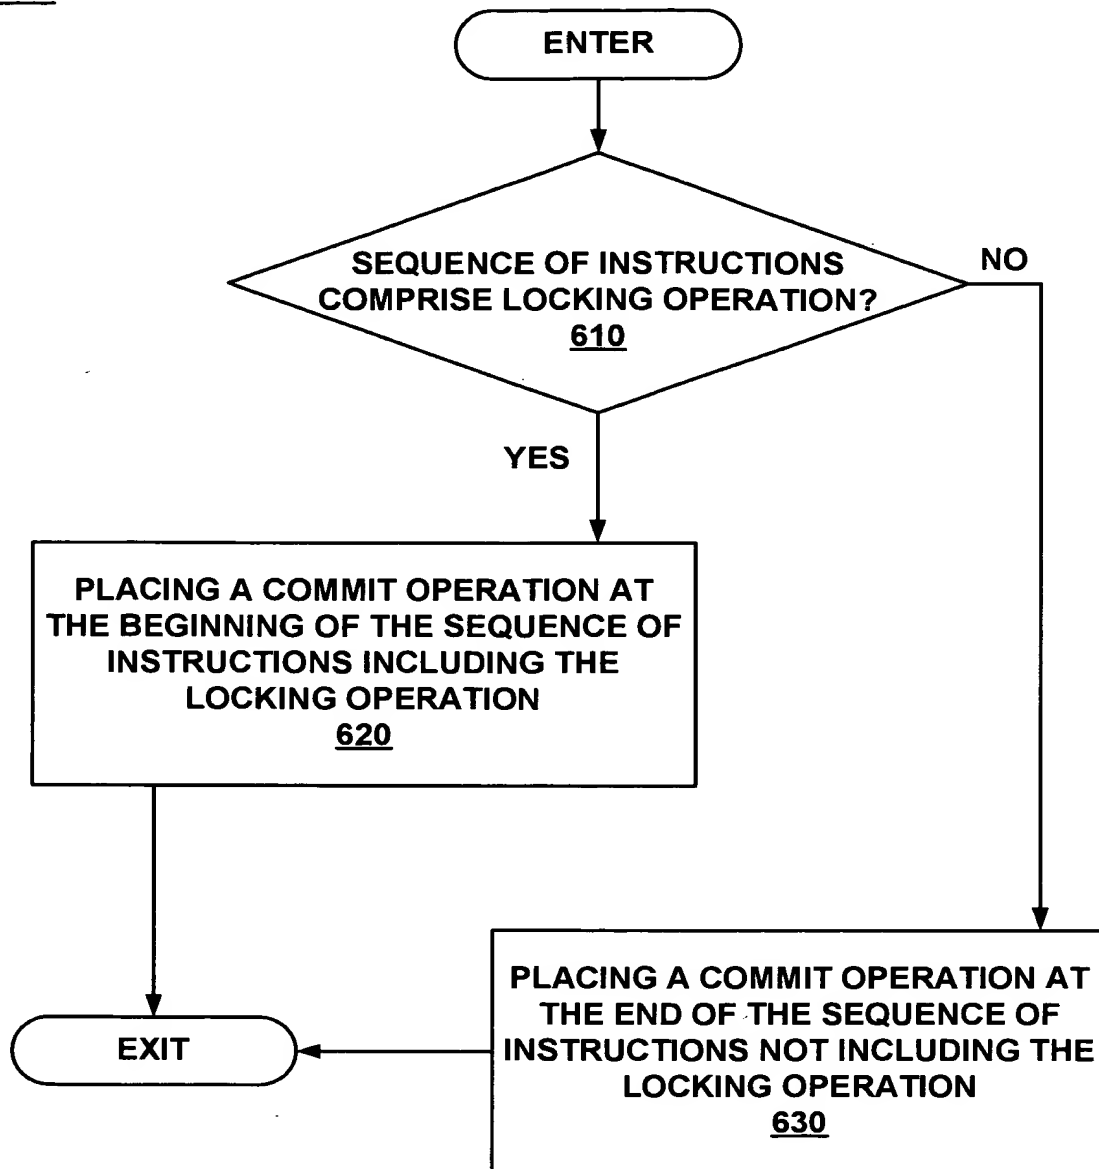 ENTER
SEQUENCE OF INSTRUCTIONS
COMPRISE LOCKING OPERATION?
610
NO
YES
PLACING A COMMIT OPERATION AT
THE BEGINNING OF THE SEQUENCE OF
INSTRUCTIONS INCLUDING THE
LOCKING OPERATION
620
PLACING A COMMIT OPERATION AT
THE END OF THE SEQUENCE OF
INSTRUCTIONS NOT INCLUDING THE
LOCKING OPERATION
630
EXIT